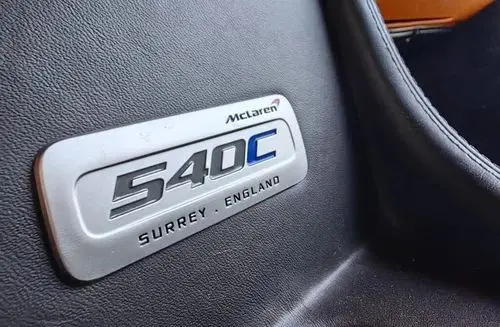 McLaren
540C
SURREY . ENGLAND